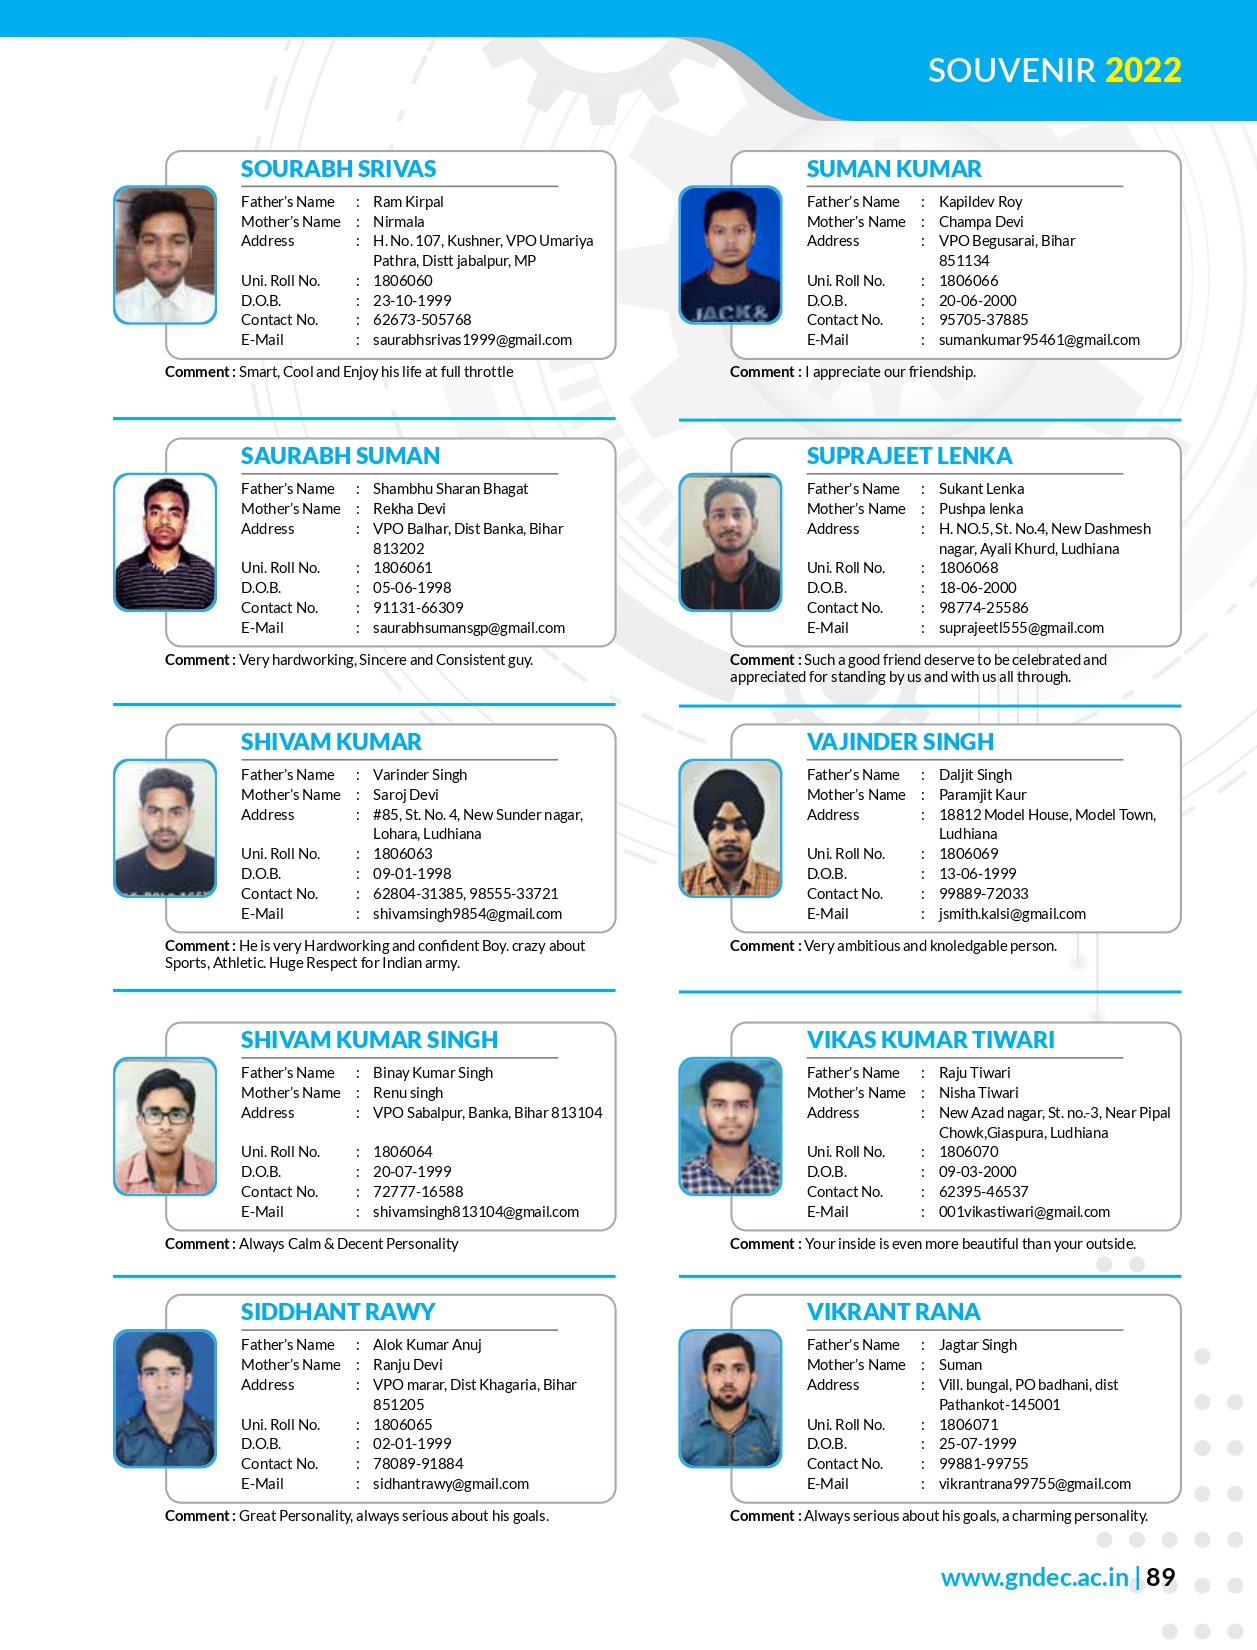 SOUVENIR 2022
SOURABH SRIVAS
Father's Name : Ram Kirpal
Mother's Name : Nirmala
Address : H. No. 107, Kushner, VPO Umariya
Pathra, Distt jabalpur, MP
Uni. Roll No. : 1806060
D.O.B. : 23-10-1999
Contact No. : 62673-505768
E-Mail : saurabhsrivas1999@gmail.com
Comment : Smart, Cool and Enjoy his life at full throttle
SAURABH SUMAN
Father's Name : Shambhu Sharan Bhagat
Mother's Name : Rekha Devi
Address : VPO Balhar, Dist Banka, Bihar
813202
Uni. Roll No. : 1806061
D.O.B. : 05-06-1998
Contact No. : 91131-66309
E-Mail : saurabhsumansgp@gmail.com
Comment : Very hardworking, Sincere and Consistent guy.
SHIVAM KUMAR
Father's Name : Varinder Singh
Mother's Name : Saroj Devi
Address : #85, St. No. 4, New Sunder nagar,
Lohara, Ludhiana
Uni. Roll No. : 1806063
D.O.B. : 09-01-1998
Contact No. : 62804-31385, 98555-33721
E-Mail : shivamsingh9854@gmail.com
Comment : He is very Hardworking and confident Boy. crazy about
Sports, Athletic. Huge Respect for Indian army.
SHIVAM KUMAR SINGH
Father's Name : Binay Kumar Singh
Mother's Name : Renu singh
Address : VPO Sabalpur, Banka, Bihar 813104
Uni. Roll No. : 1806064
D.O.B. : 20-07-1999
Contact No. : 72777-16588
E-Mail : shivamsingh813104@gmail.com
Comment : Always Calm & Decent Personality
SIDDHANT RAWY
Father's Name : Alok Kumar Anuj
Mother's Name : Ranju Devi
Address : VPO marar, Dist Khagaria, Bihar
851205
Uni. Roll No. : 1806065
D.O.B. : 02-01-1999
Contact No. : 78089-91884
E-Mail : sidhantrawy@gmail.com
Comment : Great Personality, always serious about his goals.
SUMAN KUMAR
Father's Name : Kapildev Roy
Mother's Name : Champa Devi
Address : VPO Begusarai, Bihar
851134
Uni. Roll No. : 1806066
D.O.B. : 20-06-2000
Contact No. : 95705-37885
E-Mail : sumankumar95461@gmail.com
JACK &
Comment : I appreciate our friendship.
SUPRAJEET LENKA
Father's Name : Sukant Lenka
Mother's Name : Pushpa lenka
Address : H. NO.5, St. No.4, New Dashmesh
nagar, Ayali Khurd, Ludhiana
Uni. Roll No. : 1806068
D.O.B. : 18-06-2000
Contact No. : 98774-25586
E-Mail : suprajeetl555@gmail.com
Comment : Such a good friend deserve to be celebrated and
appreciated for standing by us and with us all through.
VAJINDER SINGH
Father's Name : Daljit Singh
Mother's Name : Paramjit Kaur
Address : 18812 Model House, Model Town,
Ludhiana
Uni. Roll No. : 1806069
D.O.B. : 13-06-1999
Contact No. : 99889-72033
E-Mail : jsmith.kalsi@gmail.com
Comment : Very ambitious and knoledgable person.
VIKAS KUMAR TIWARI
Father's Name : Raju Tiwari
Mother's Name : Nisha Tiwari
Address : New Azad nagar, St. no.-3, Near Pipal
Chowk,Giaspura, Ludhiana
Uni. Roll No. : 1806070
D.O.B. : 09-03-2000
Contact No. : 62395-46537
E-Mail : 001vikastiwari@gmail.com
Comment : Your inside is even more beautiful than your outside.
VIKRANT RANA
Father's Name : Jagtar Singh
Mother's Name : Suman
Address : Vill. bungal, PO badhani, dist
Pathankot-145001
Uni. Roll No. : 1806071
D.O.B. : 25-07-1999
Contact No. : 99881-99755
E-Mail : vikrantrana99755@gmail.com
Comment : Always serious about his goals, a charming personality.
www.gndec.ac.in | 89